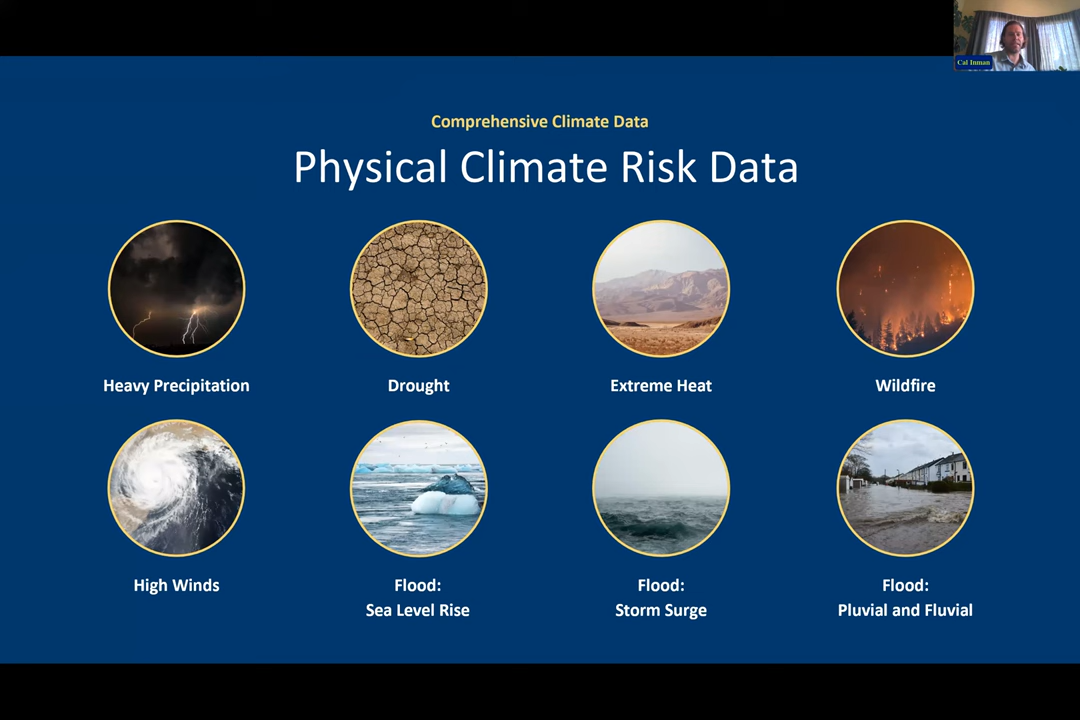 Cal Inman
Comprehensive Climate Data
Physical Climate Risk Data
Heavy Precipitation
Drought
Extreme Heat
Wildfire
High Winds
Flood:
Sea Level Rise
Flood:
Storm Surge
Flood:
Pluvial and Fluvial